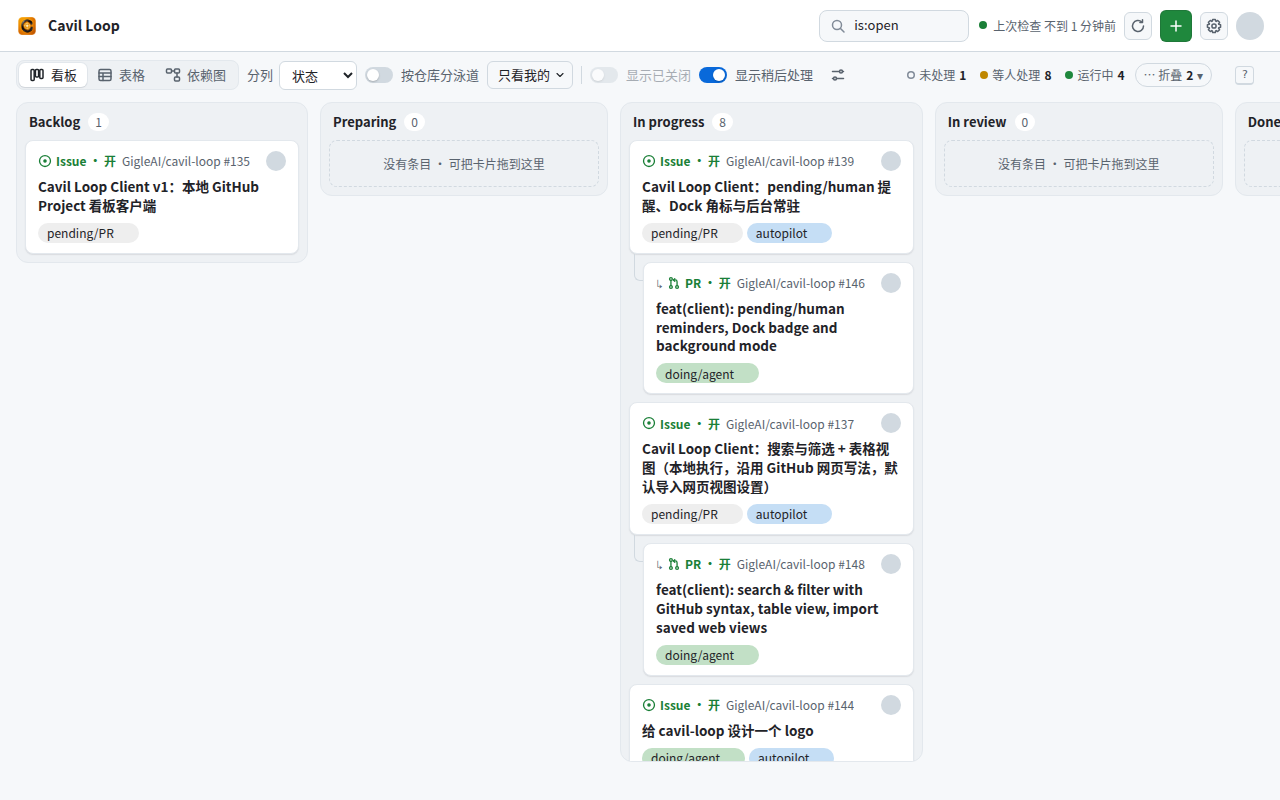 Cavil Loop
is:open
上次检查 不到 1 分钟前
看板 表格 依赖图 分列 状态 按仓库分泳道 只看我的 显示已关闭 显示稍后处理 未处理 1 等人处理 8 运行中 4 ··· 折叠 2 ▾ ?
Backlog 1
Issue · 开 GigleAI/cavil-loop #135
Cavil Loop Client v1：本地 GitHub
Project 看板客户端
pending/PR
Preparing 0
没有条目 · 可把卡片拖到这里
In progress 8
Issue · 开 GigleAI/cavil-loop #139
Cavil Loop Client：pending/human 提
醒、Dock 角标与后台常驻
pending/PR autopilot
↳ PR · 开 GigleAI/cavil-loop #146
feat(client): pending/human
reminders, Dock badge and
background mode
doing/agent
Issue · 开 GigleAI/cavil-loop #137
Cavil Loop Client：搜索与筛选 + 表格视
图（本地执行，沿用 GitHub 网页写法，默
认导入网页视图设置）
pending/PR autopilot
↳ PR · 开 GigleAI/cavil-loop #148
feat(client): search & filter with
GitHub syntax, table view, import
saved web views
doing/agent
Issue · 开 GigleAI/cavil-loop #144
给 cavil-loop 设计一个 logo
doing/agent autopilot
In review 0
没有条目 · 可把卡片拖到这里
Done